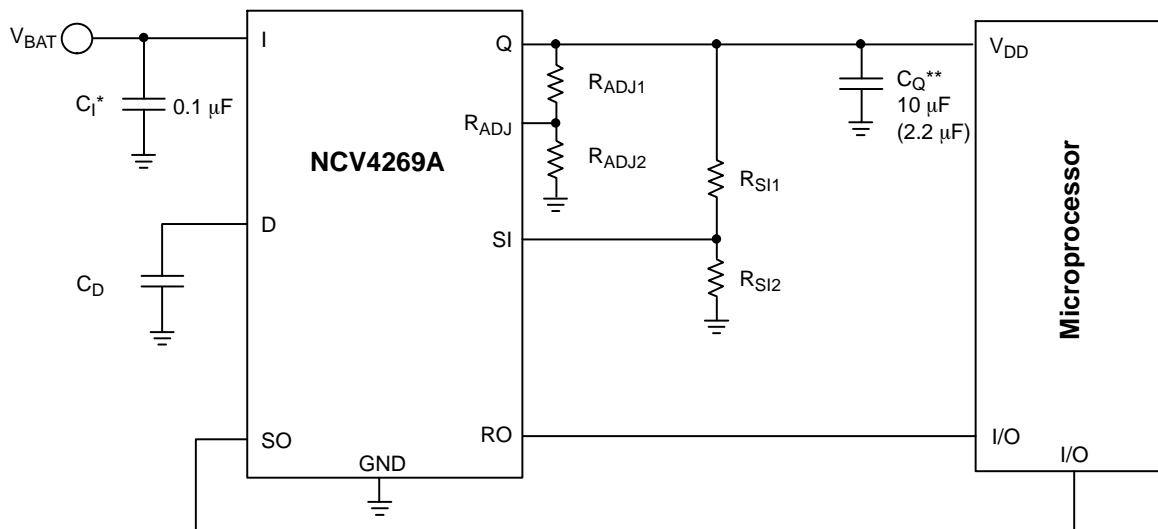 V_BAT
I
Q
V_DD
C_I*
0.1 μF
R_ADJ1
C_Q**
10 μF
(2.2 μF)
R_ADJ
R_ADJ2
NCV4269A
R_SI1
D
SI
C_D
R_SI2
Microprocessor
SO
RO
I/O
GND
I/O